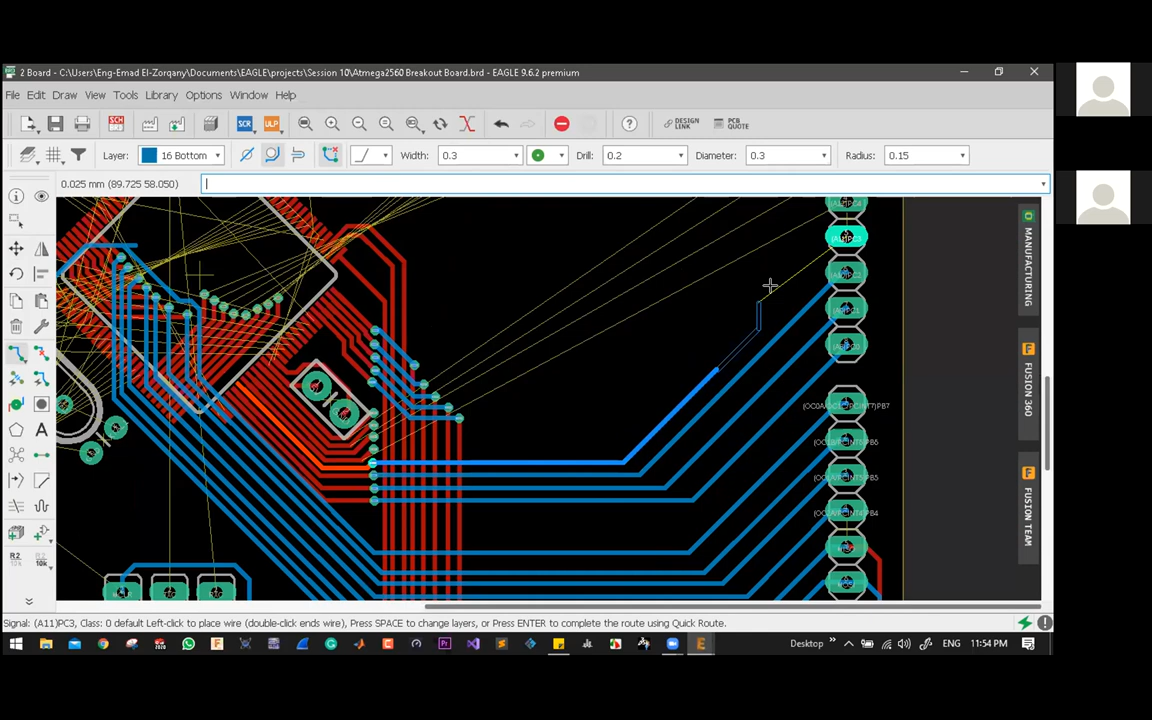 2 Board - C:\Users\Eng-Emad El-Zorqany\Documents\EAGLE\projects\Session 10\Atmega2560 Breakout Board.brd - EAGLE 9.6.2 premium
File Edit Draw View Tools Library Options Window Help
SCH SCR ULP DESIGN LINK PCB QUOTE
Layer: 16 Bottom Width: 0.3 Drill: 0.2 Diameter: 0.3 Radius: 0.15
0.025 mm (89.725 58.050)
MANUFACTURING
FUSION 360
FUSION TEAM
R2 10k
Signal: (A11)PC3, Class: 0 default Left-click to place wire (double-click ends wire), Press SPACE to change layers, or Press ENTER to complete the route using Quick Route.
Desktop ENG 11:54 PM